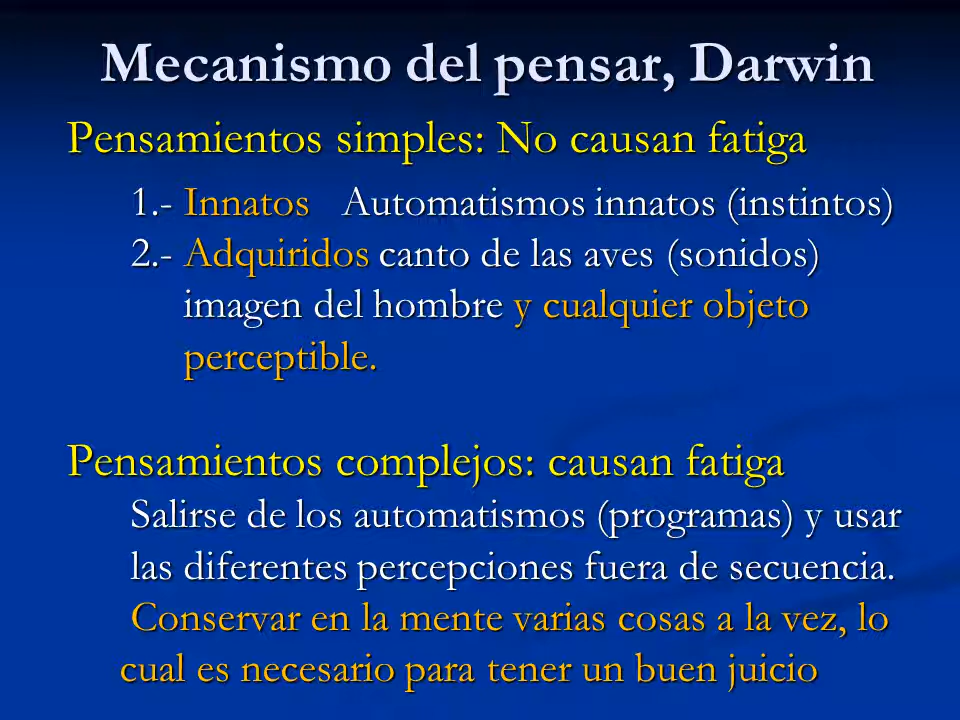 Mecanismo del pensar, Darwin
Pensamientos simples: No causan fatiga
1.- Innatos Automatismos innatos (instintos)
2.- Adquiridos canto de las aves (sonidos)
imagen del hombre y cualquier objeto
perceptible.
Pensamientos complejos: causan fatiga
Salirse de los automatismos (programas) y usar
las diferentes percepciones fuera de secuencia.
Conservar en la mente varias cosas a la vez, lo
cual es necesario para tener un buen juicio